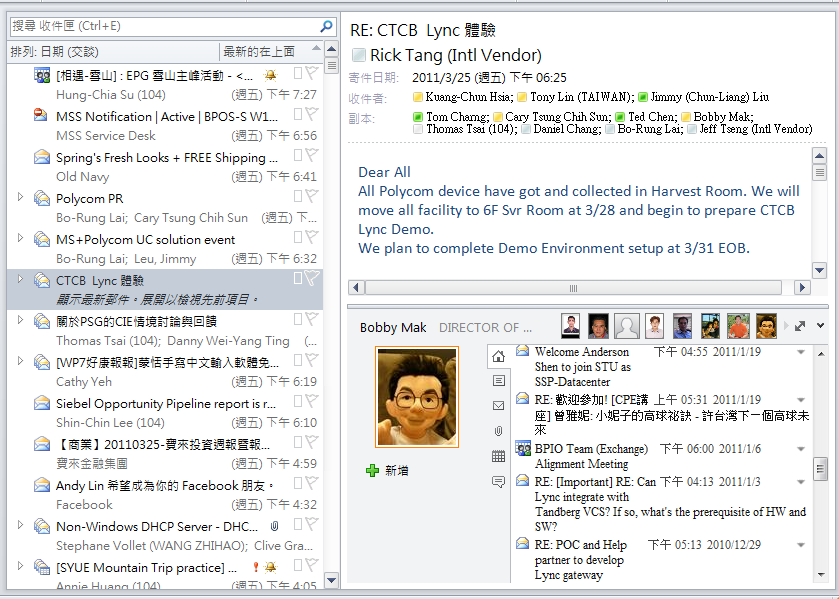 搜尋 收件匣 (Ctrl+E)
排列: 日期 (交談)
最新的在上面
[相遇-雪山] : EPG 雪山主峰活動 - <...
Hung-Chia Su (104)
(週五) 下午 7:27
MSS Notification | Active | BPOS-S W1...
MSS Service Desk
(週五) 下午 6:56
Spring's Fresh Looks + FREE Shipping ...
Old Navy
(週五) 下午 6:41
Polycom PR
Bo-Rung Lai; Cary Tsung Chih Sun
(週五) 下...
MS+Polycom UC solution event
Bo-Rung Lai; Leu, Jimmy
(週五) 下午 6:32
CTCB Lync 體驗
顯示最新郵件。展開以檢視先前項目。
關於PSG的CIE情境討論與回饋
Thomas Tsai (104); Danny Wei-Yang Ting
(...
[WP7好康報報]蒙恬手寫中文輸入軟體免...
Cathy Yeh
(週五) 下午 6:19
Siebel Opportunity Pipeline report is r...
Shin-Chin Lee (104)
(週五) 下午 6:10
【商業】20110325-寶來投資週報暨報...
寶來金融集團
(週五) 下午 4:59
Andy Lin 希望成為你的 Facebook 朋友。
Facebook
(週五) 下午 4:32
Non-Windows DHCP Server - DHC...
Stephane Vollet (WANG ZHIHAO); Clive Gra...
[SYUE Mountain Trip practice] ...
Annie Huang (104)
(週五) 下午 4:05
RE: CTCB Lync 體驗
Rick Tang (Intl Vendor)
寄件日期: 2011/3/25 (週五) 下午 06:25
收件者: Kuang-Chun Hsia; Tony Lin (TAIWAN); Jimmy (Chun-Liang) Liu
副本: Tom Charng; Cary Tsung Chih Sun; Ted Chen; Bobby Mak;
Thomas Tsai (104); Daniel Chang; Bo-Rung Lai; Jeff Tseng (Intl Vendor)
Dear All
All Polycom device have got and collected in Harvest Room. We will
move all facility to 6F Svr Room at 3/28 and begin to prepare CTCB
Lync Demo.
We plan to complete Demo Environment setup at 3/31 EOB.
Bobby Mak DIRECTOR OF ...
新增
Welcome Anderson 下午 04:55 2011/1/19
Shen to join STU as
SSP-Datacenter
RE: 歡迎參加! [CPE講 上午 05:31 2011/1/19
座] 曾雅妮: 小妮子的高球祕訣 - 許台灣下一個高球未
來
BPIO Team (Exchange) 下午 06:00 2011/1/6
Alignment Meeting
RE: [Important] RE: Can 下午 04:13 2011/1/3
Lync integrate with
Tandberg VCS? If so, what's the prerequisite of HW and
SW?
RE: POC and Help 下午 05:13 2010/12/29
partner to develop
Lync gateway